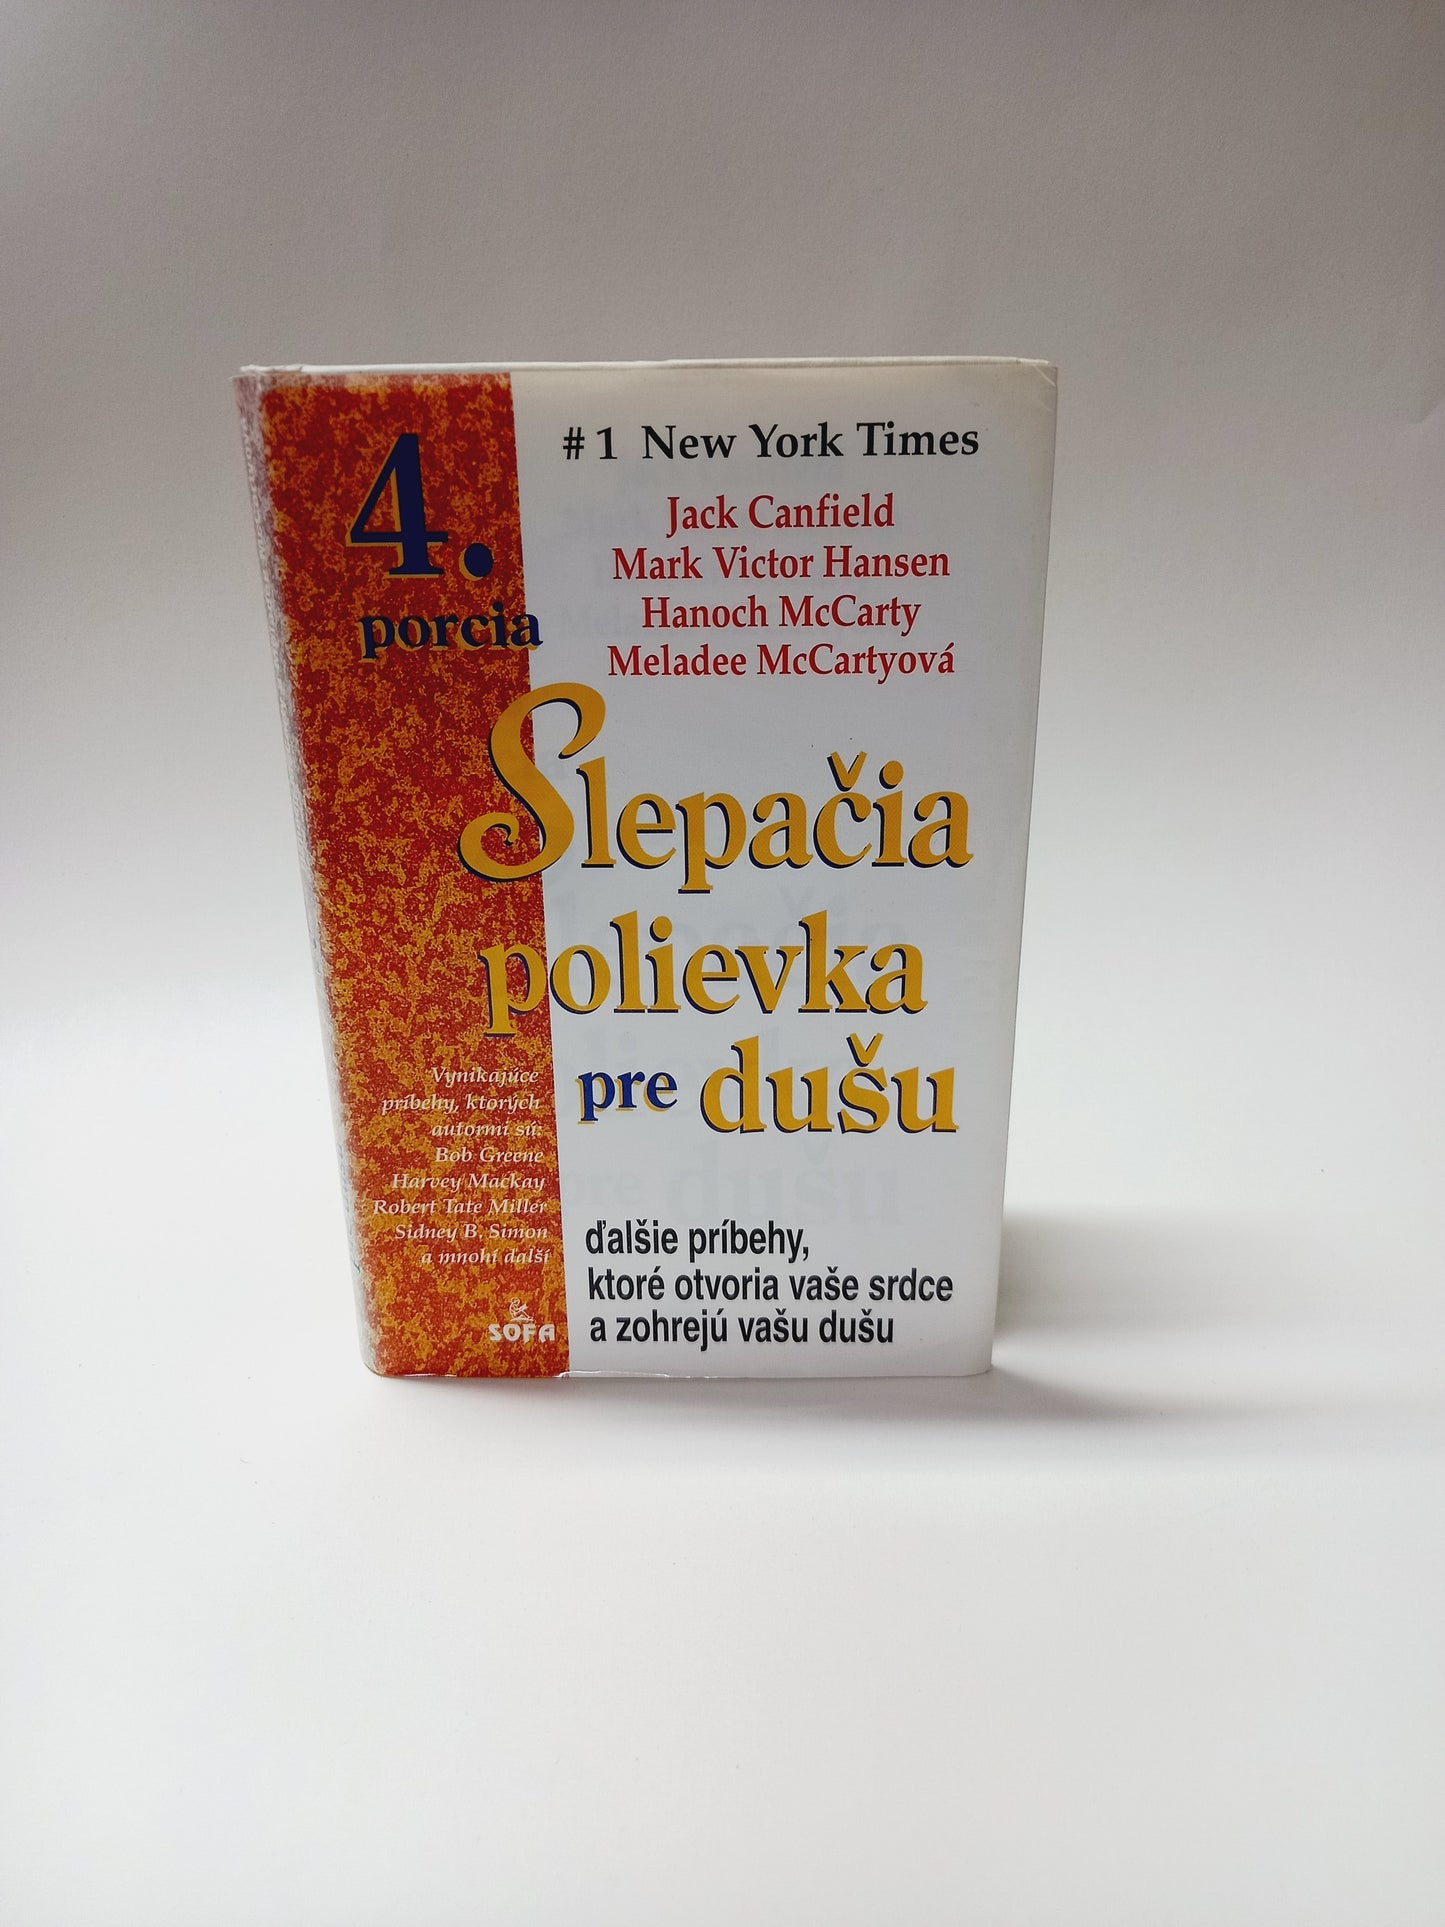 4.
porcia
# 1 New York Times
Jack Canfield
Mark Victor Hansen
Hanoch McCarty
Meladee McCartyová
Slepačia
polievka
pre dušu
Vynikajúce
príbehy, ktorých
autormi sú:
Bob Greene
Harvey Mackay
Robert Tate Miller
Sidney B. Simon
a mnohí ďalší
SOFA
ďalšie príbehy,
ktoré otvoria vaše srdce
a zohrejú vašu dušu